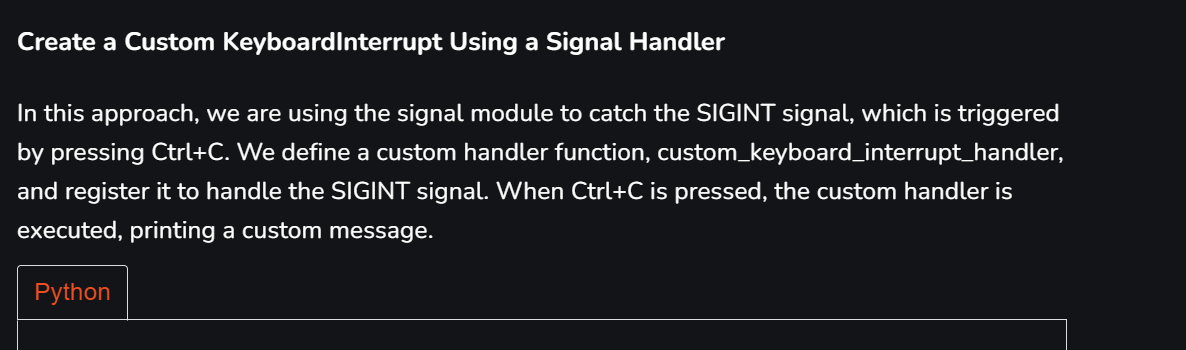 Create a Custom KeyboardInterrupt Using a Signal Handler
In this approach, we are using the signal module to catch the SIGINT signal, which is triggered
by pressing Ctrl+C. We define a custom handler function, custom_keyboard_interrupt_handler,
and register it to handle the SIGINT signal. When Ctrl+C is pressed, the custom handler is
executed, printing a custom message.
Python